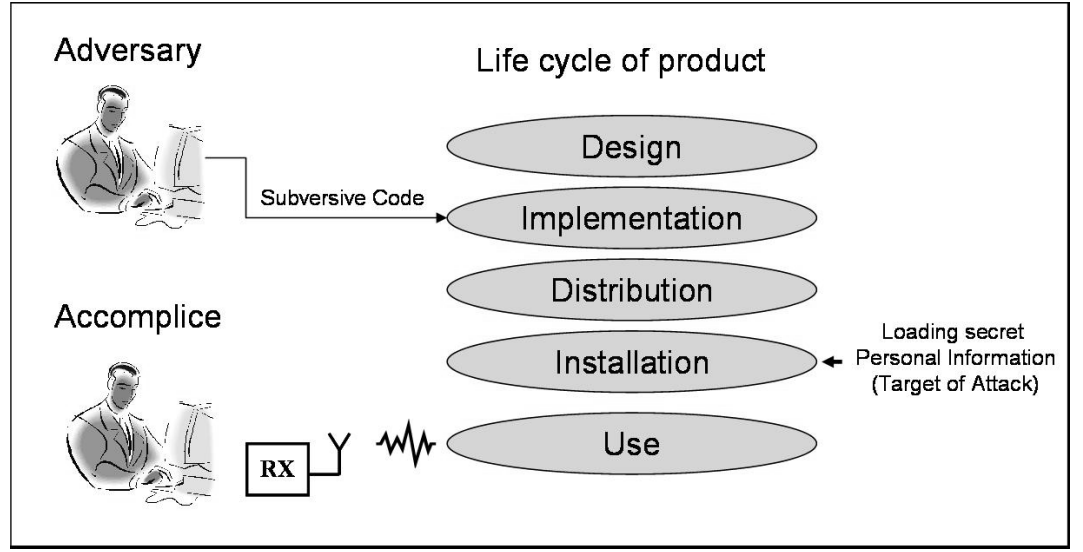 Adversary
Life cycle of product
Design
Subversive Code
Implementation
Distribution
Accomplice
Installation
Loading secret
Personal Information
(Target of Attack)
RX
Use